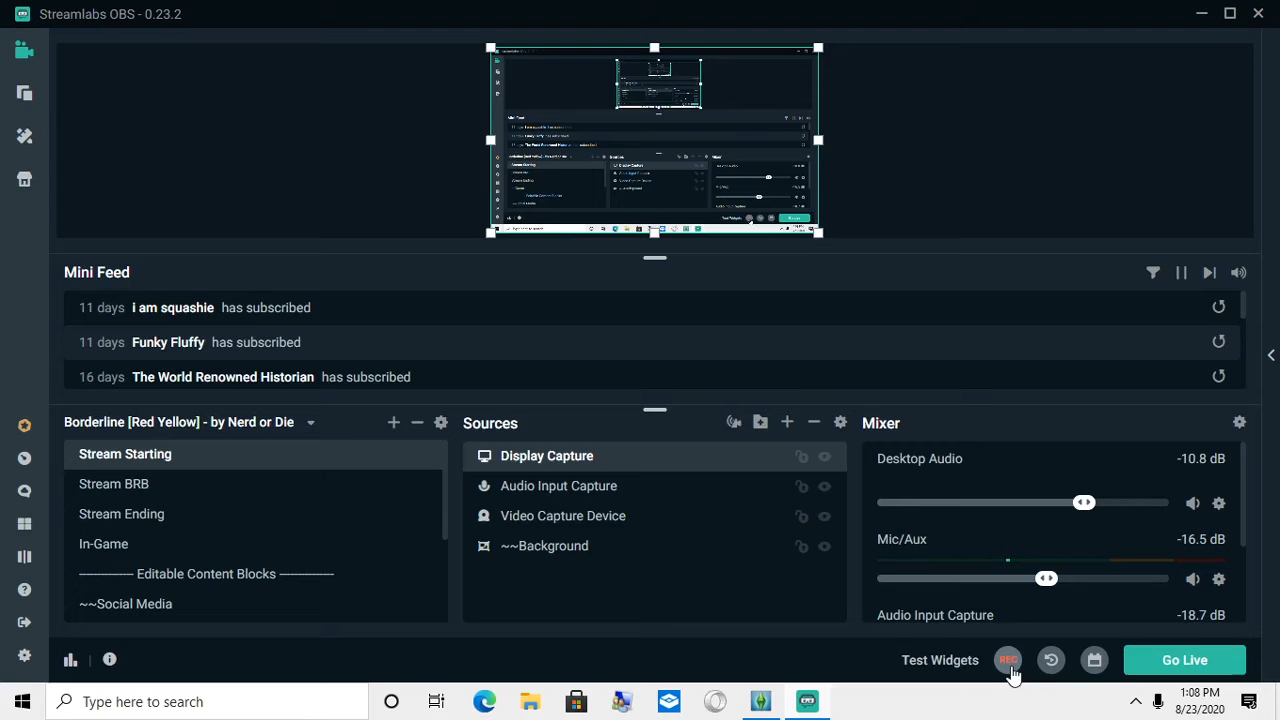 Streamlabs OBS - 0.23.2
Mini Feed
11 days i am squashie has subscribed
11 days Funky Fluffy has subscribed
16 days The World Renowned Historian has subscribed
Borderline [Red Yellow] - by Nerd or Die
Stream Starting
Stream BRB
Stream Ending
In-Game
-------------- Editable Content Blocks --------------
~~Social Media
Sources
Display Capture
Audio Input Capture
Video Capture Device
~~Background
Mixer
Desktop Audio -10.8 dB
Mic/Aux -16.5 dB
Audio Input Capture -18.7 dB
Test Widgets
REC
Go Live
Type here to search
1:08 PM
8/23/2020